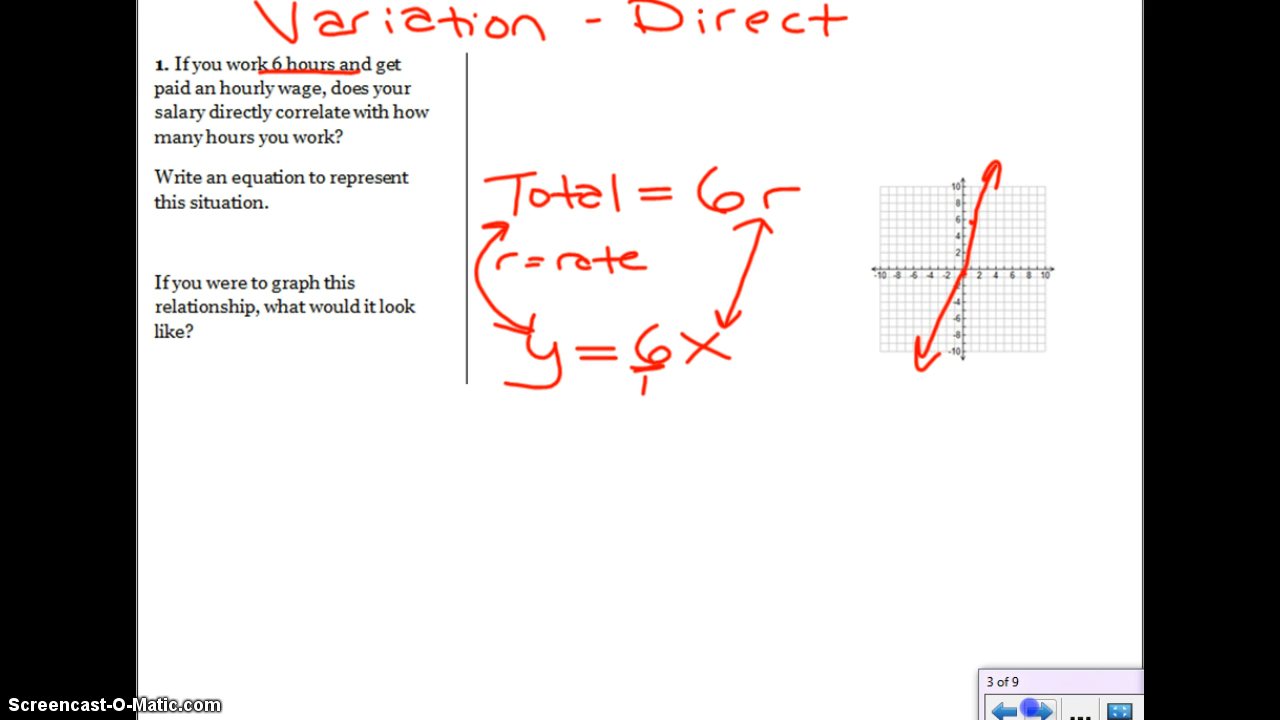 Variation - Direct
1. If you work 6 hours and get
paid an hourly wage, does your
salary directly correlate with how
many hours you work?
Write an equation to represent
this situation.
If you were to graph this
relationship, what would it look
like?
Total = 6r
r = rate
y = 6x
1
10
8
6
4
2
-10 -8 -6 -4 -2 2 4 6 8 10
-4
-6
-8
-10
3 of 9
...
Screencast-O-Matic.com